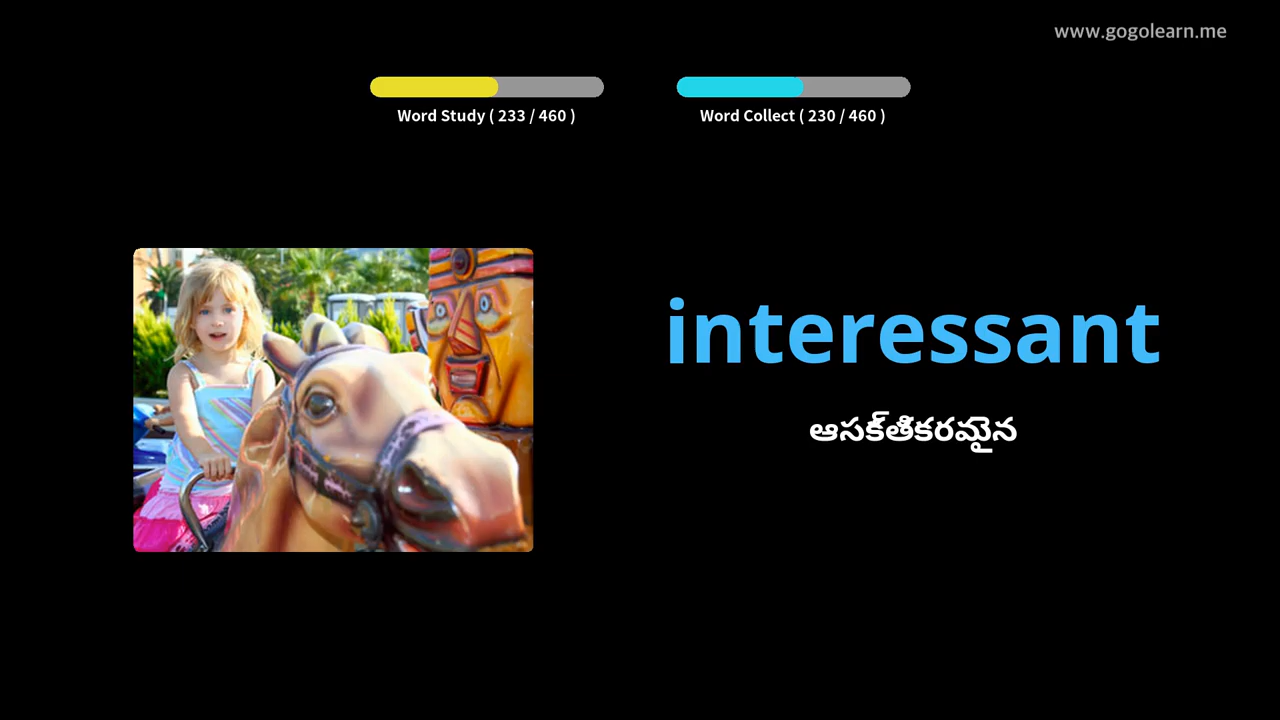 www.gogolearn.me
Word Study ( 233 / 460 )
Word Collect ( 230 / 460 )
interessant
ఆసక్తికరమైన